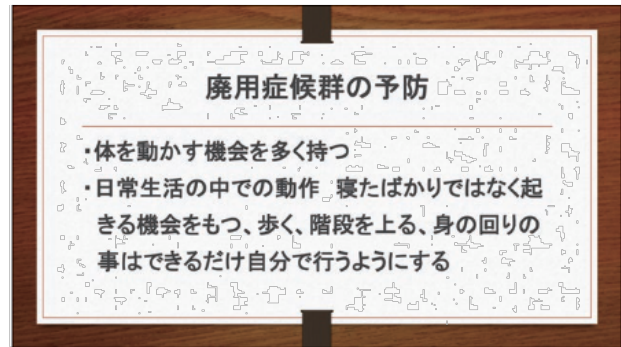 廃用症候群の予防
・体を動かす機会を多く持つ
・日常生活の中での動作 寝たばかりではなく起
きる機会をもつ、歩く、階段を上る、身の回りの
事はできるだけ自分で行うようにする